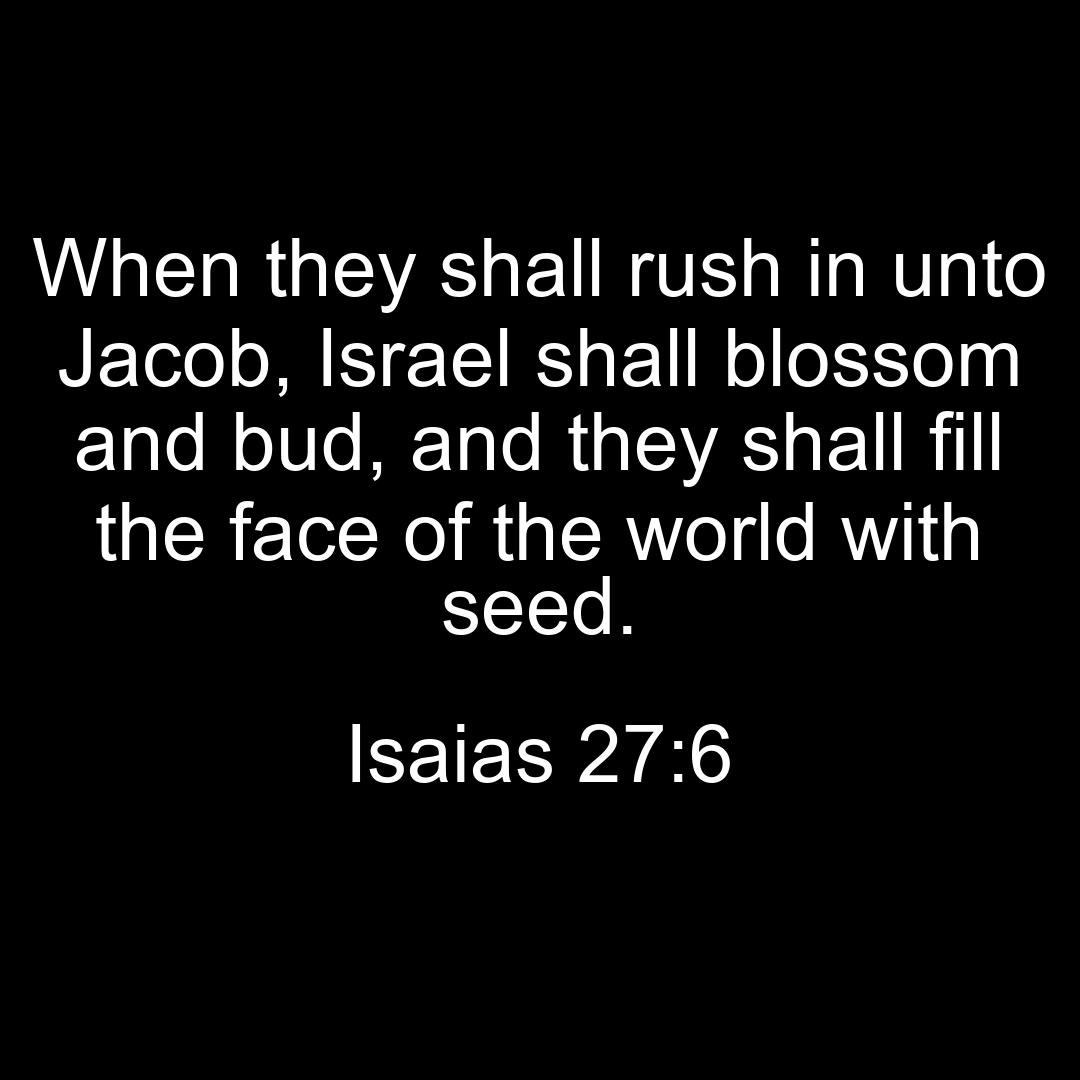 When they shall rush in unto
Jacob, Israel shall blossom
and bud, and they shall fill
the face of the world with
seed.
Isaias 27:6